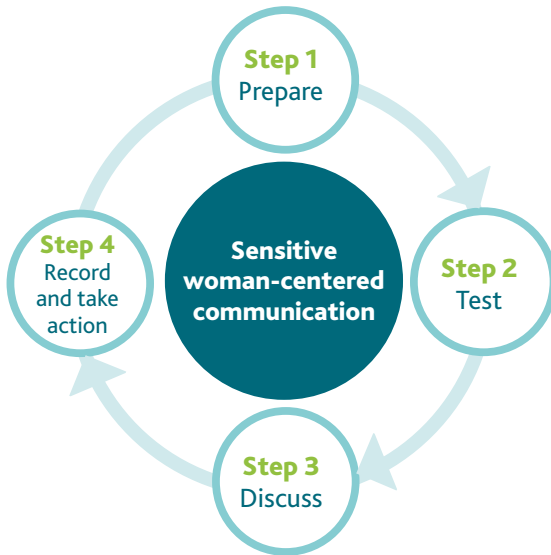 Step 1
Prepare
Step 2
Test
Step 3
Discuss
Step 4
Record
and take
action
Sensitive
woman-centered
communication